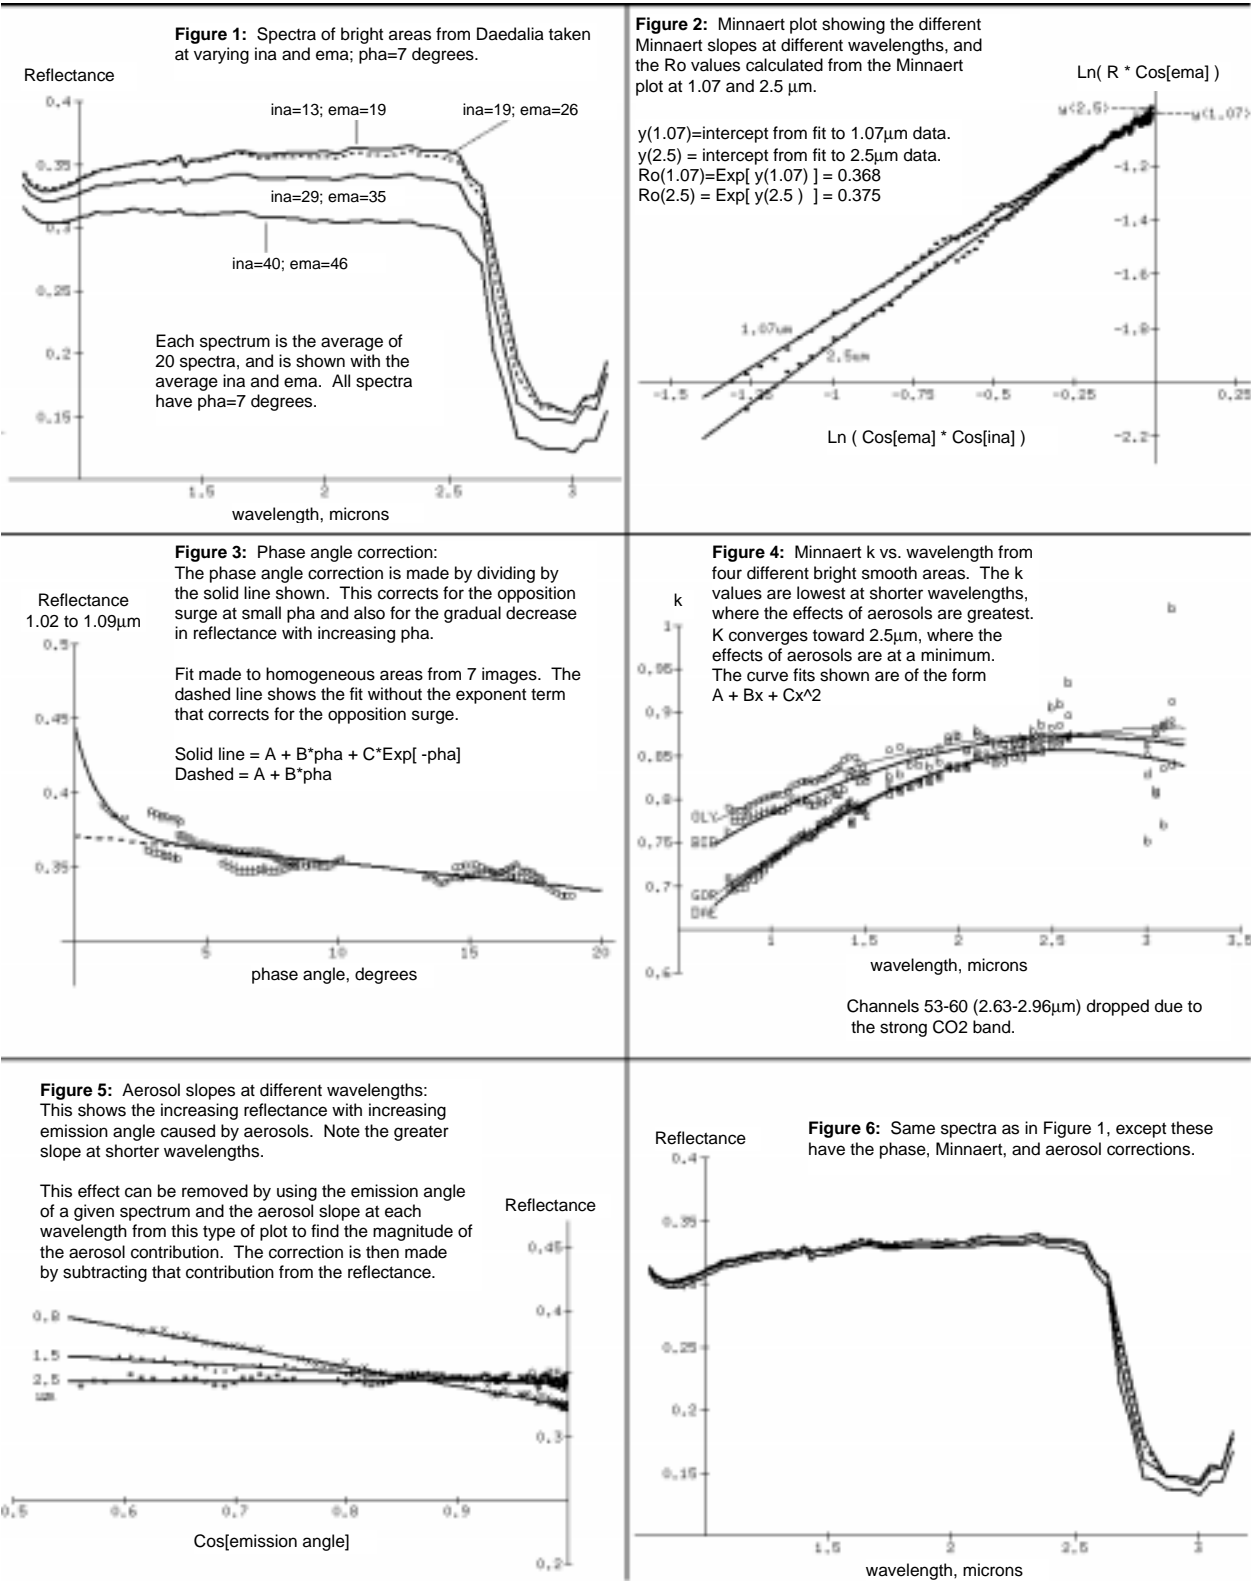 Figure 1: Spectra of bright areas from Daedalia taken
at varying ina and ema; pha=7 degrees.
Reflectance
0.4
ina=13; ema=19
ina=19; ema=26
0.35
ina=29; ema=35
0.3
ina=40; ema=46
0.25
Each spectrum is the average of
20 spectra, and is shown with the
average ina and ema. All spectra
have pha=7 degrees.
0.2
0.15
1.5 2 2.5 3
wavelength, microns
Figure 2: Minnaert plot showing the different
Minnaert slopes at different wavelengths, and
the Ro values calculated from the Minnaert
plot at 1.07 and 2.5 μm.
Ln( R * Cos[ema] )
y(2.5)
y(1.07)
y(1.07)=intercept from fit to 1.07μm data.
y(2.5) = intercept from fit to 2.5μm data.
Ro(1.07)=Exp[ y(1.07) ] = 0.368
Ro(2.5) = Exp[ y(2.5 ) ] = 0.375
-1.2
-1.4
-1.6
-1.8
1.07um
2.5um
-1.5 -1.25 -1 -0.75 -0.5 -0.25 0.25
Ln ( Cos[ema] * Cos[ina] )
-2.2
Figure 3: Phase angle correction:
The phase angle correction is made by dividing by
the solid line shown. This corrects for the opposition
surge at small pha and also for the gradual decrease
in reflectance with increasing pha.
Reflectance
1.02 to 1.09μm
Fit made to homogeneous areas from 7 images. The
dashed line shows the fit without the exponent term
that corrects for the opposition surge.
Solid line = A + B*pha + C*Exp[ -pha]
Dashed = A + B*pha
0.5
0.45
0.4
0.35
5 10 15 20
phase angle, degrees
Figure 4: Minnaert k vs. wavelength from
four different bright smooth areas. The k
values are lowest at shorter wavelengths,
where the effects of aerosols are greatest.
K converges toward 2.5μm, where the
effects of aerosols are at a minimum.
The curve fits shown are of the form
A + Bx + Cx^2
k
1
0.95
0.9
0.85
0.8
OLY
0.75
0.7
GOR
DAE
0.6
1 1.5 2 2.5 3 3.5
wavelength, microns
Channels 53-60 (2.63-2.96μm) dropped due to
the strong CO2 band.
Figure 5: Aerosol slopes at different wavelengths:
This shows the increasing reflectance with increasing
emission angle caused by aerosols. Note the greater
slope at shorter wavelengths.
This effect can be removed by using the emission angle
of a given spectrum and the aerosol slope at each
wavelength from this type of plot to find the magnitude of
the aerosol contribution. The correction is then made
by subtracting that contribution from the reflectance.
Reflectance
0.45
0.4
0.3
0.2
0.8
1.5
2.5
um
0.5 0.6 0.7 0.8 0.9
Cos[emission angle]
Figure 6: Same spectra as in Figure 1, except these
have the phase, Minnaert, and aerosol corrections.
Reflectance
0.4
0.35
0.3
0.25
0.2
0.15
1.5 2 2.5 3
wavelength, microns